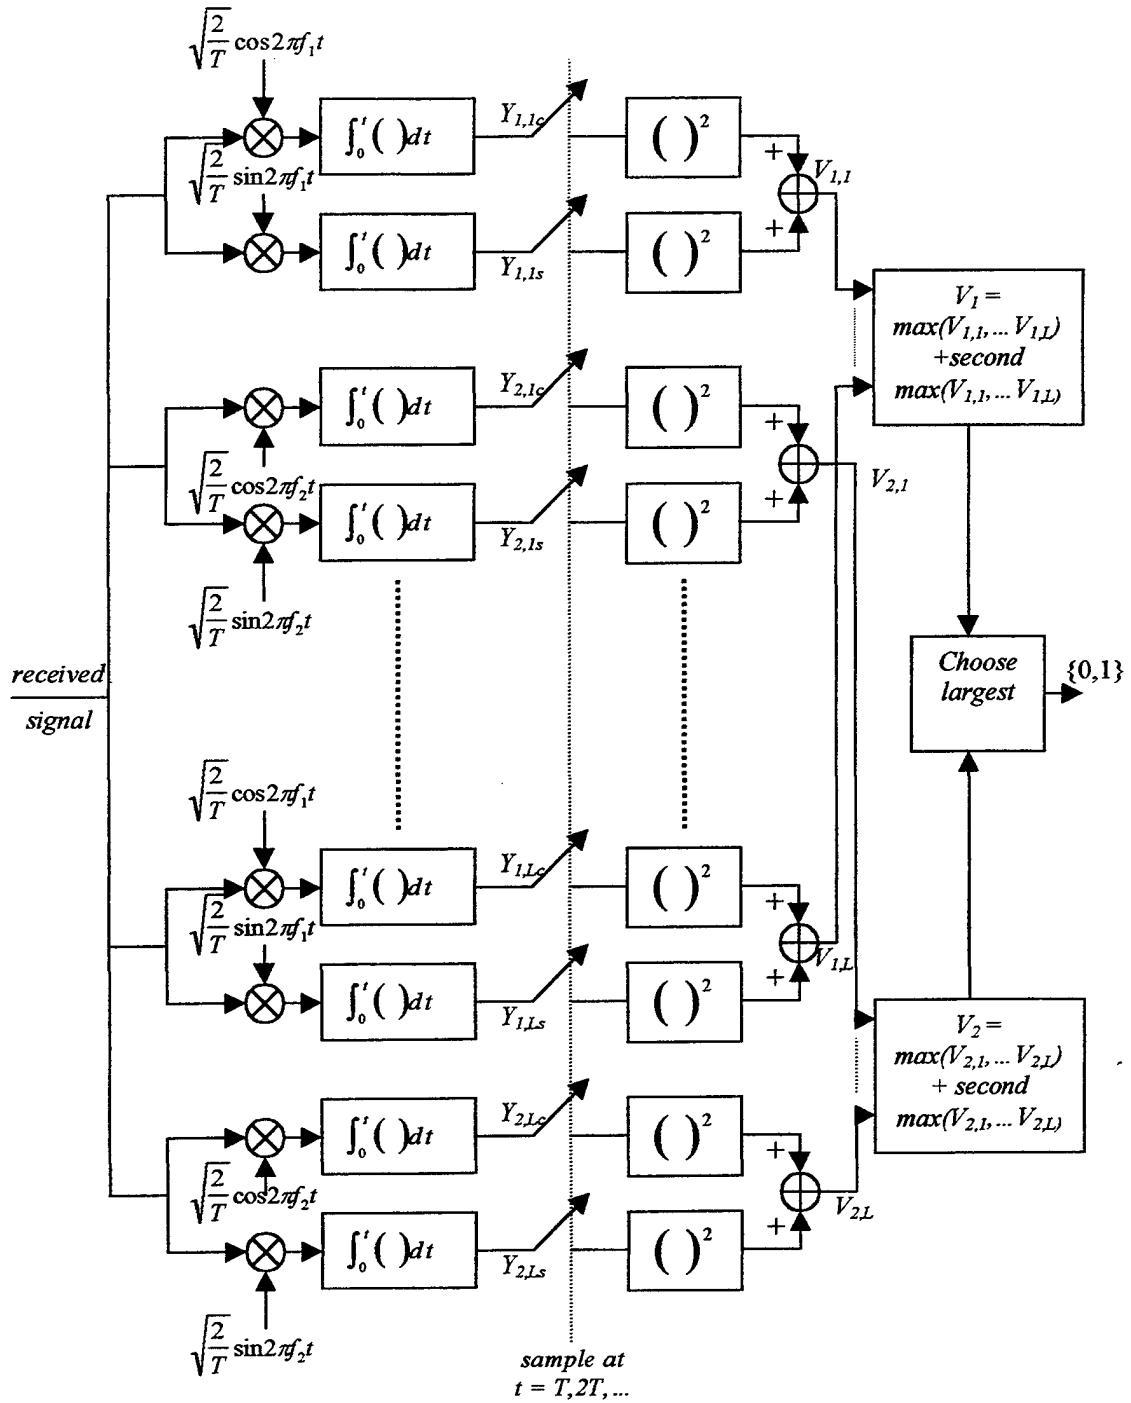 √(2/T) cos2πf₁t
∫₀ᵗ( )dt
Y₁,₁c
( )²
+
V₁,₁
√(2/T) sin2πf₁t
∫₀ᵗ( )dt
Y₁,₁s
( )²
+
V₁ =
max(V₁,₁,... V₁,L)
+second
max(V₁,₁,... V₁,L)
∫₀ᵗ( )dt
Y₂,₁c
( )²
+
√(2/T) cos2πf₂t
V₂,₁
∫₀ᵗ( )dt
Y₂,₁s
( )²
+
√(2/T) sin2πf₂t
received
signal
Choose
largest
{0,1}
√(2/T) cos2πf₁t
∫₀ᵗ( )dt
Y₁,Lc
( )²
+
√(2/T) sin2πf₁t
V₁,L
∫₀ᵗ( )dt
Y₁,Ls
( )²
+
V₂ =
max(V₂,₁,... V₂,L)
+ second
max(V₂,₁,... V₂,L)
∫₀ᵗ( )dt
Y₂,Lc
( )²
+
√(2/T) cos2πf₂t
V₂,L
∫₀ᵗ( )dt
Y₂,Ls
( )²
+
√(2/T) sin2πf₂t
sample at
t = T,2T,...